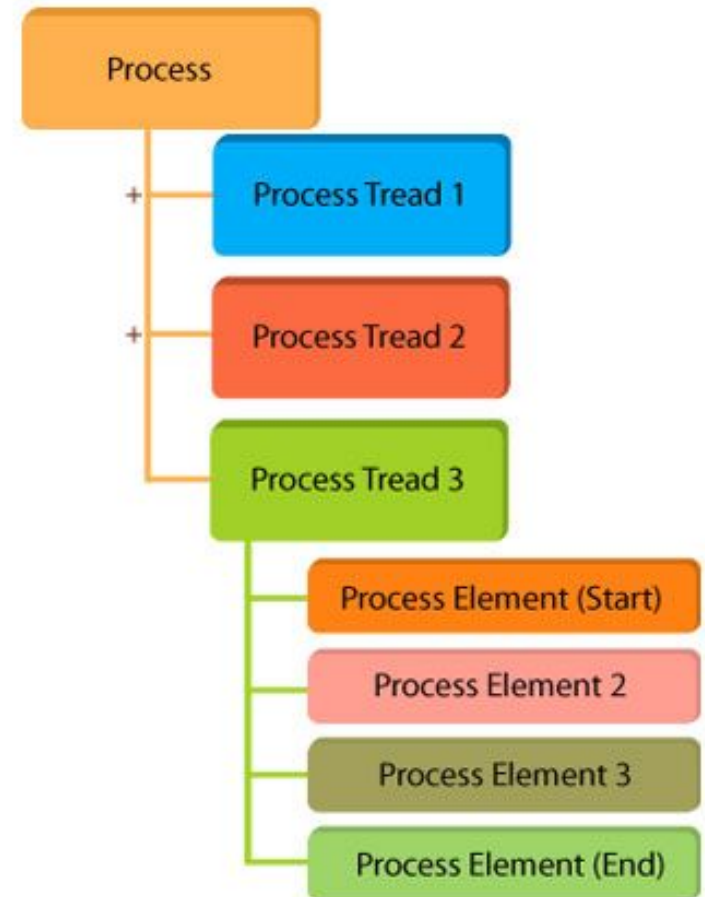 Process
+
Process Tread 1
+
Process Tread 2
Process Tread 3
Process Element (Start)
Process Element 2
Process Element 3
Process Element (End)